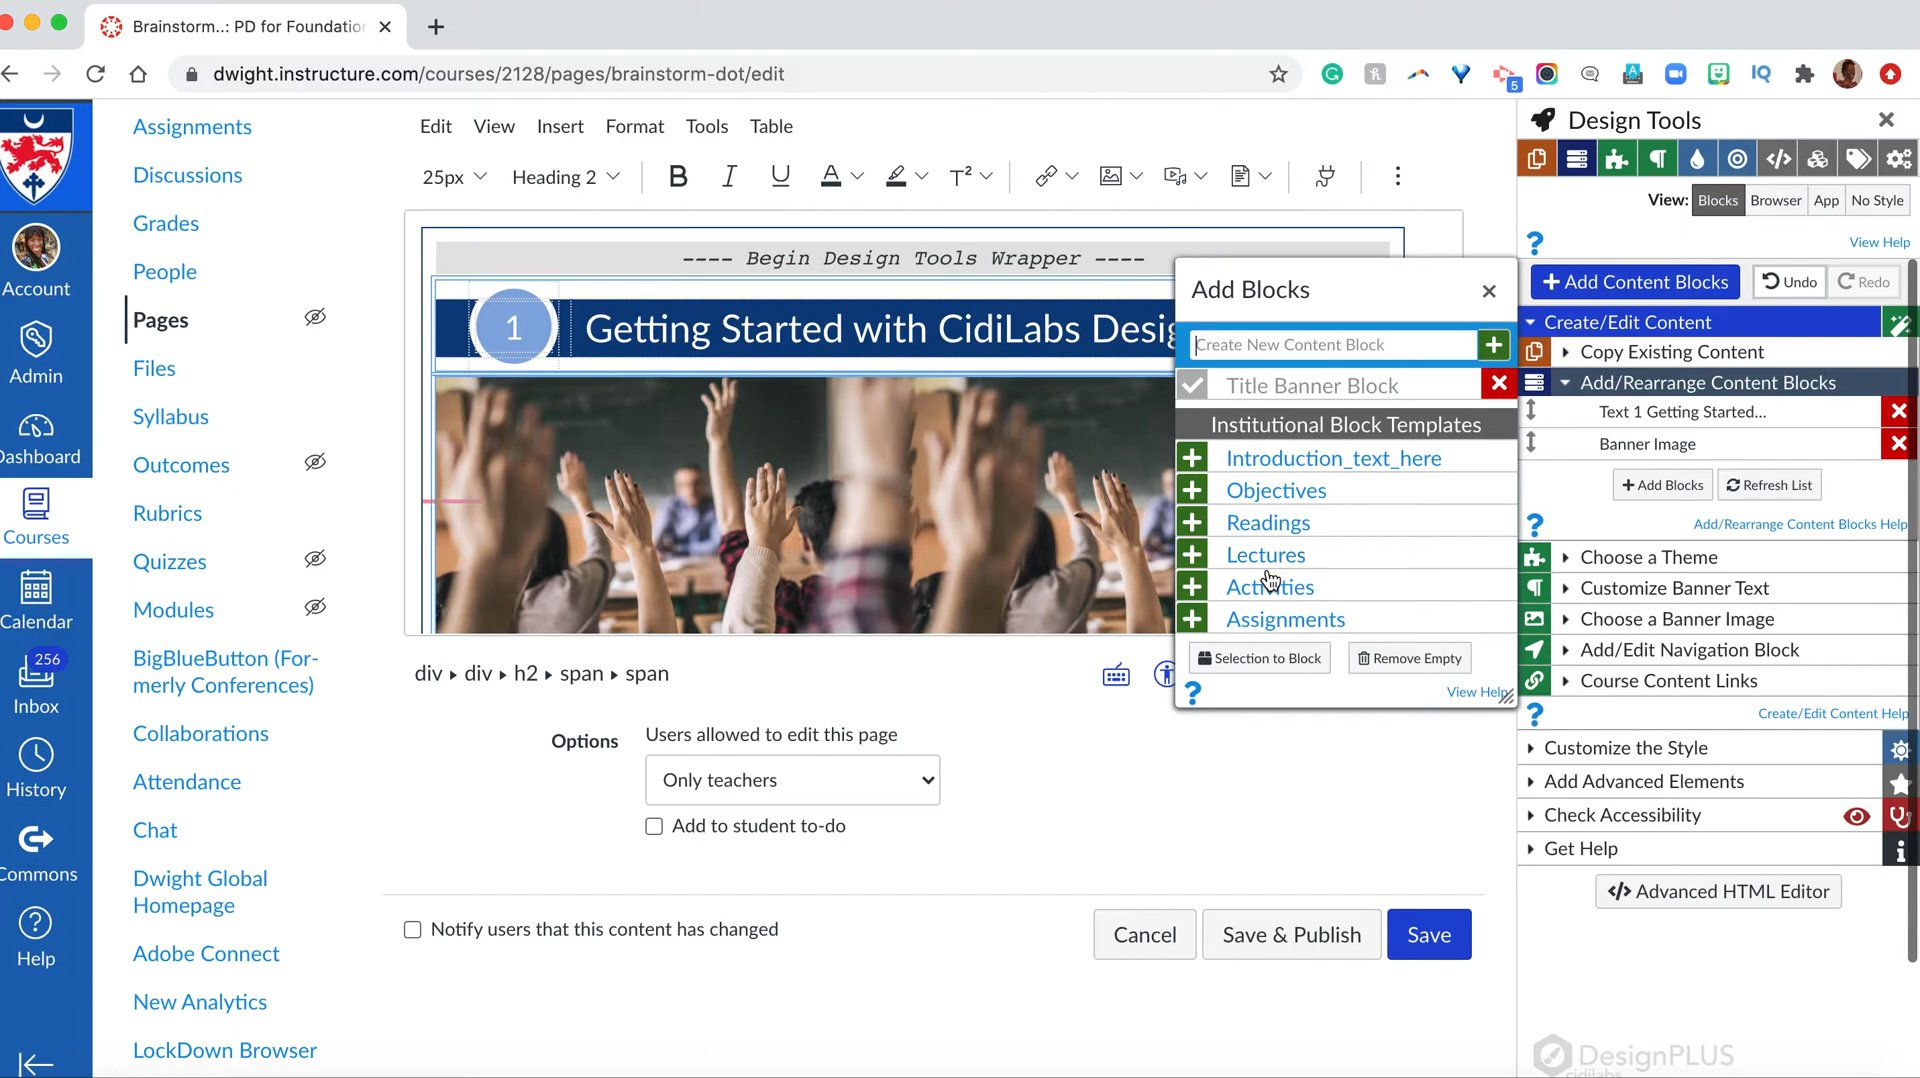 Brainstorm..: PD for Foundatio
dwight.instructure.com/courses/2128/pages/brainstorm-dot/edit
5
IQ
Account
Admin
Dashboard
Courses
Calendar
256
Inbox
History
Commons
Help
Assignments
Discussions
Grades
People
Pages
Files
Syllabus
Outcomes
Rubrics
Quizzes
Modules
BigBlueButton (For-
merly Conferences)
Collaborations
Attendance
Chat
Dwight Global
Homepage
Adobe Connect
New Analytics
LockDown Browser
Edit View Insert Format Tools Table
25px Heading 2 B I U A T²
---- Begin Design Tools Wrapper ----
1 Getting Started with CidiLabs Desig
div ▸ div ▸ h2 ▸ span ▸ span
Options
Users allowed to edit this page
Only teachers
Add to student to-do
Notify users that this content has changed
Cancel
Save & Publish
Save
Add Blocks
Create New Content Block
Title Banner Block
Institutional Block Templates
Introduction_text_here
Objectives
Readings
Lectures
Activities
Assignments
Selection to Block
Remove Empty
View Help
Design Tools
View: Blocks Browser App No Style
View Help
Add Content Blocks
Undo
Redo
Create/Edit Content
Copy Existing Content
Add/Rearrange Content Blocks
Text 1 Getting Started...
Banner Image
Add Blocks
Refresh List
Add/Rearrange Content Blocks Help
Choose a Theme
Customize Banner Text
Choose a Banner Image
Add/Edit Navigation Block
Course Content Links
Create/Edit Content Help
Customize the Style
Add Advanced Elements
Check Accessibility
Get Help
</> Advanced HTML Editor
DesignPLUS
cidilabs